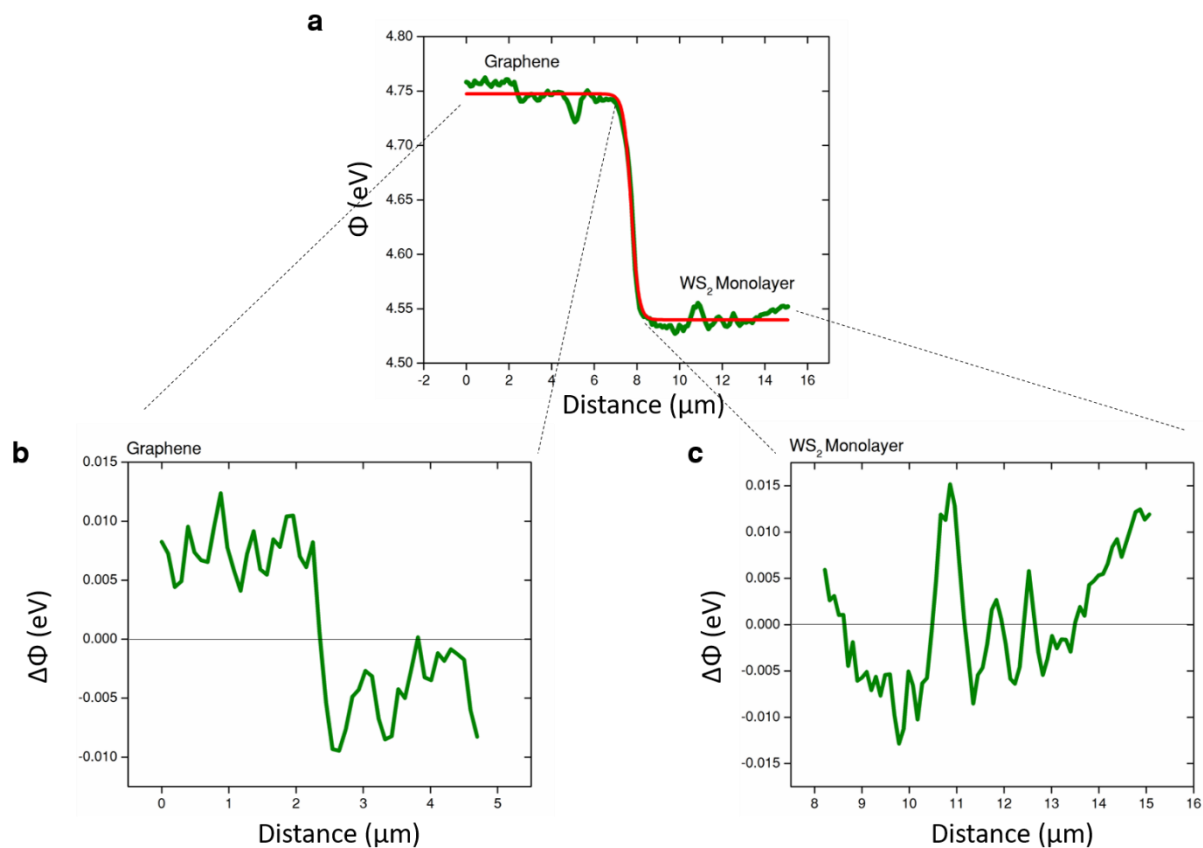 a
4.80
4.75
4.70
4.65
4.60
4.55
4.50
Φ (eV)
Graphene
WS2 Monolayer
-2 0 2 4 6 8 10 12 14 16
Distance (µm)
b
Graphene
0.015
0.010
0.005
0.000
-0.005
-0.010
ΔΦ (eV)
0 1 2 3 4 5
Distance (µm)
c
WS2 Monolayer
0.015
0.010
0.005
0.000
-0.005
-0.010
-0.015
ΔΦ (eV)
8 9 10 11 12 13 14 15 16
Distance (µm)